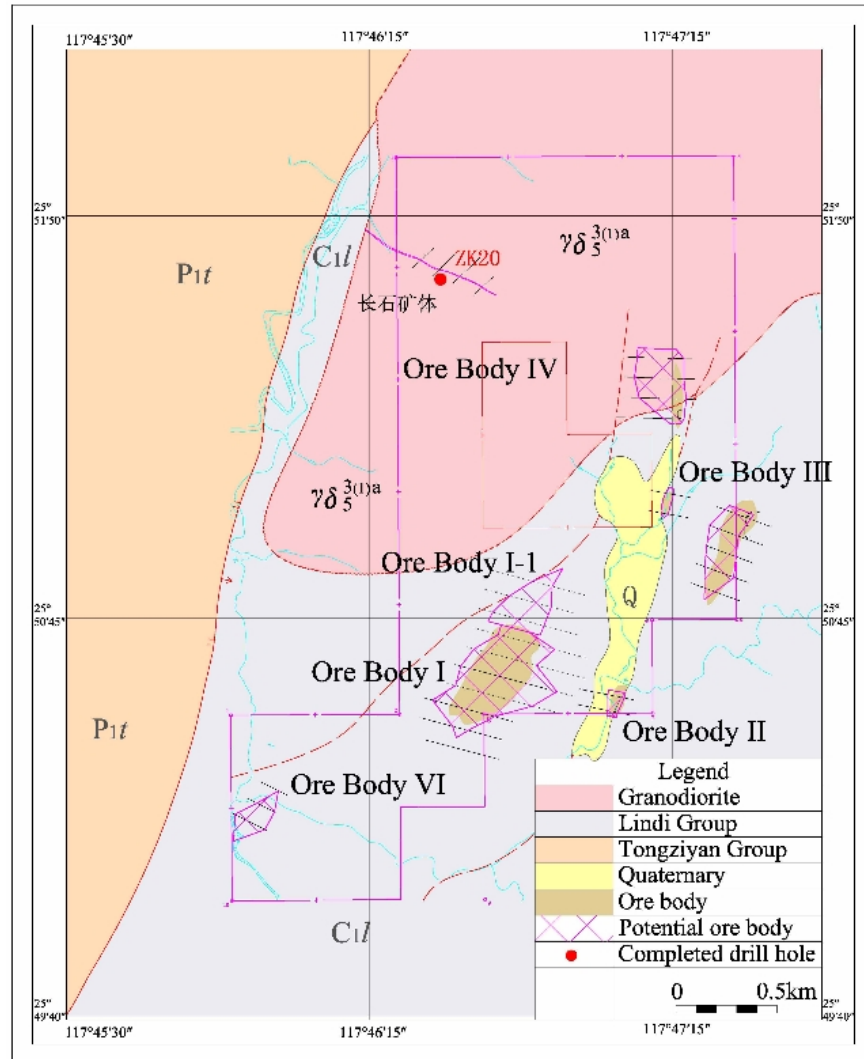 117°45′30″ 117°46′15″ 117°47′15″
25° 51′50″ 25° 51′50″
γδ₅³⁽¹⁾ᵃ
C₁l
P₁t
ZK20
长石矿体
Ore Body IV
Ore Body III
γδ₅³⁽¹⁾ᵃ
Ore Body I-1
Q
25° 50′45″ 25° 50′45″
Ore Body I
P₁t
Ore Body II
Ore Body VI
C₁l
Legend
Granodiorite
Lindi Group
Tongziyan Group
Quaternary
Ore body
Potential ore body
Completed drill hole
0 0.5km
25° 49′40″ 25° 49′40″
117°45′30″ 117°46′15″ 117°47′15″